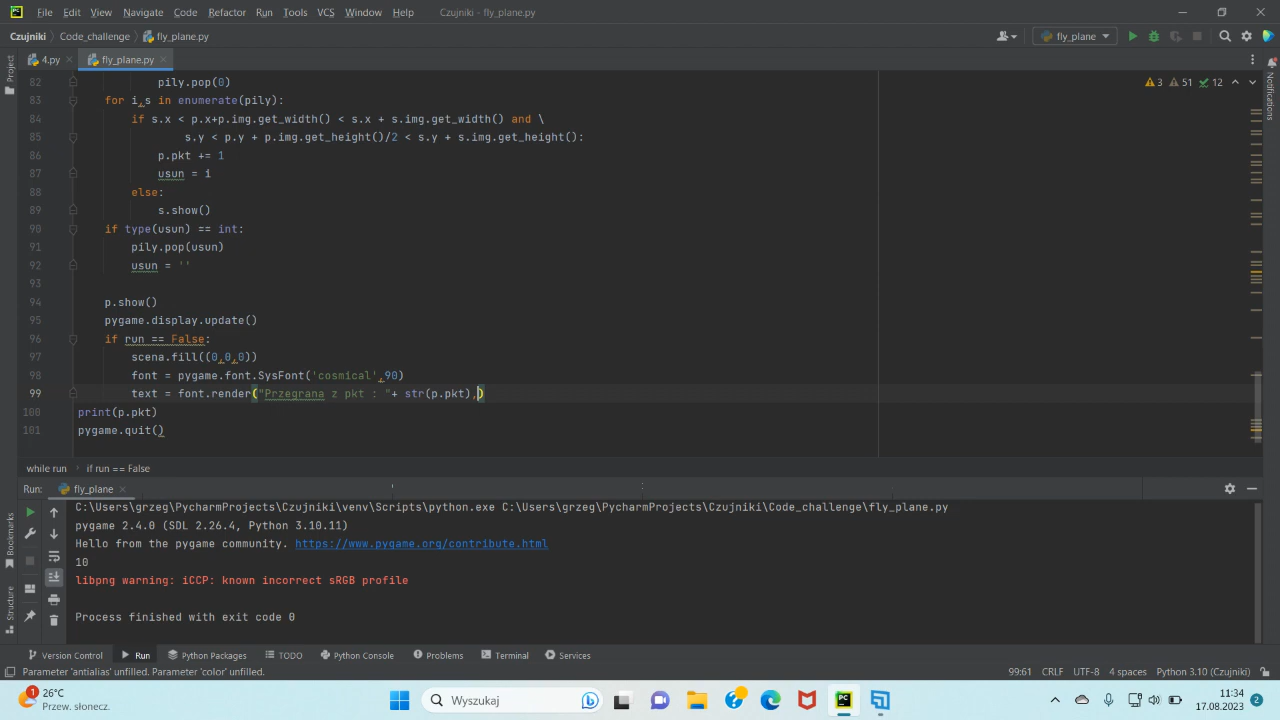 File Edit View Navigate Code Refactor Run Tools VCS Window Help Czujniki - fly_plane.py
Czujniki Code_challenge fly_plane.py fly_plane
4.py fly_plane.py
Project
Notifications
3 51 12
82 pily.pop(0)
83 for i,s in enumerate(pily):
84 if s.x < p.x+p.img.get_width() < s.x + s.img.get_width() and \
85 s.y < p.y + p.img.get_height()/2 < s.y + s.img.get_height():
86 p.pkt += 1
87 usun = i
88 else:
89 s.show()
90 if type(usun) == int:
91 pily.pop(usun)
92 usun = ''
93
94 p.show()
95 pygame.display.update()
96 if run == False:
97 scena.fill((0,0,0))
98 font = pygame.font.SysFont('cosmical',90)
99 text = font.render("Przegrana z pkt : "+ str(p.pkt),)
100 print(p.pkt)
101 pygame.quit()
while run if run == False
Run: fly_plane
C:\Users\grzeg\PycharmProjects\Czujniki\venv\Scripts\python.exe C:\Users\grzeg\PycharmProjects\Czujniki\Code_challenge\fly_plane.py
pygame 2.4.0 (SDL 2.26.4, Python 3.10.11)
Hello from the pygame community. https://www.pygame.org/contribute.html
10
libpng warning: iCCP: known incorrect sRGB profile
Process finished with exit code 0
Bookmarks
Structure
Version Control Run Python Packages TODO Python Console Problems Terminal Services
Parameter 'antialias' unfilled. Parameter 'color' unfilled. 99:61 CRLF UTF-8 4 spaces Python 3.10 (Czujniki)
1 26°C
Przew. słonecz.
Wyszukaj
PC
11:34
17.08.2023 2